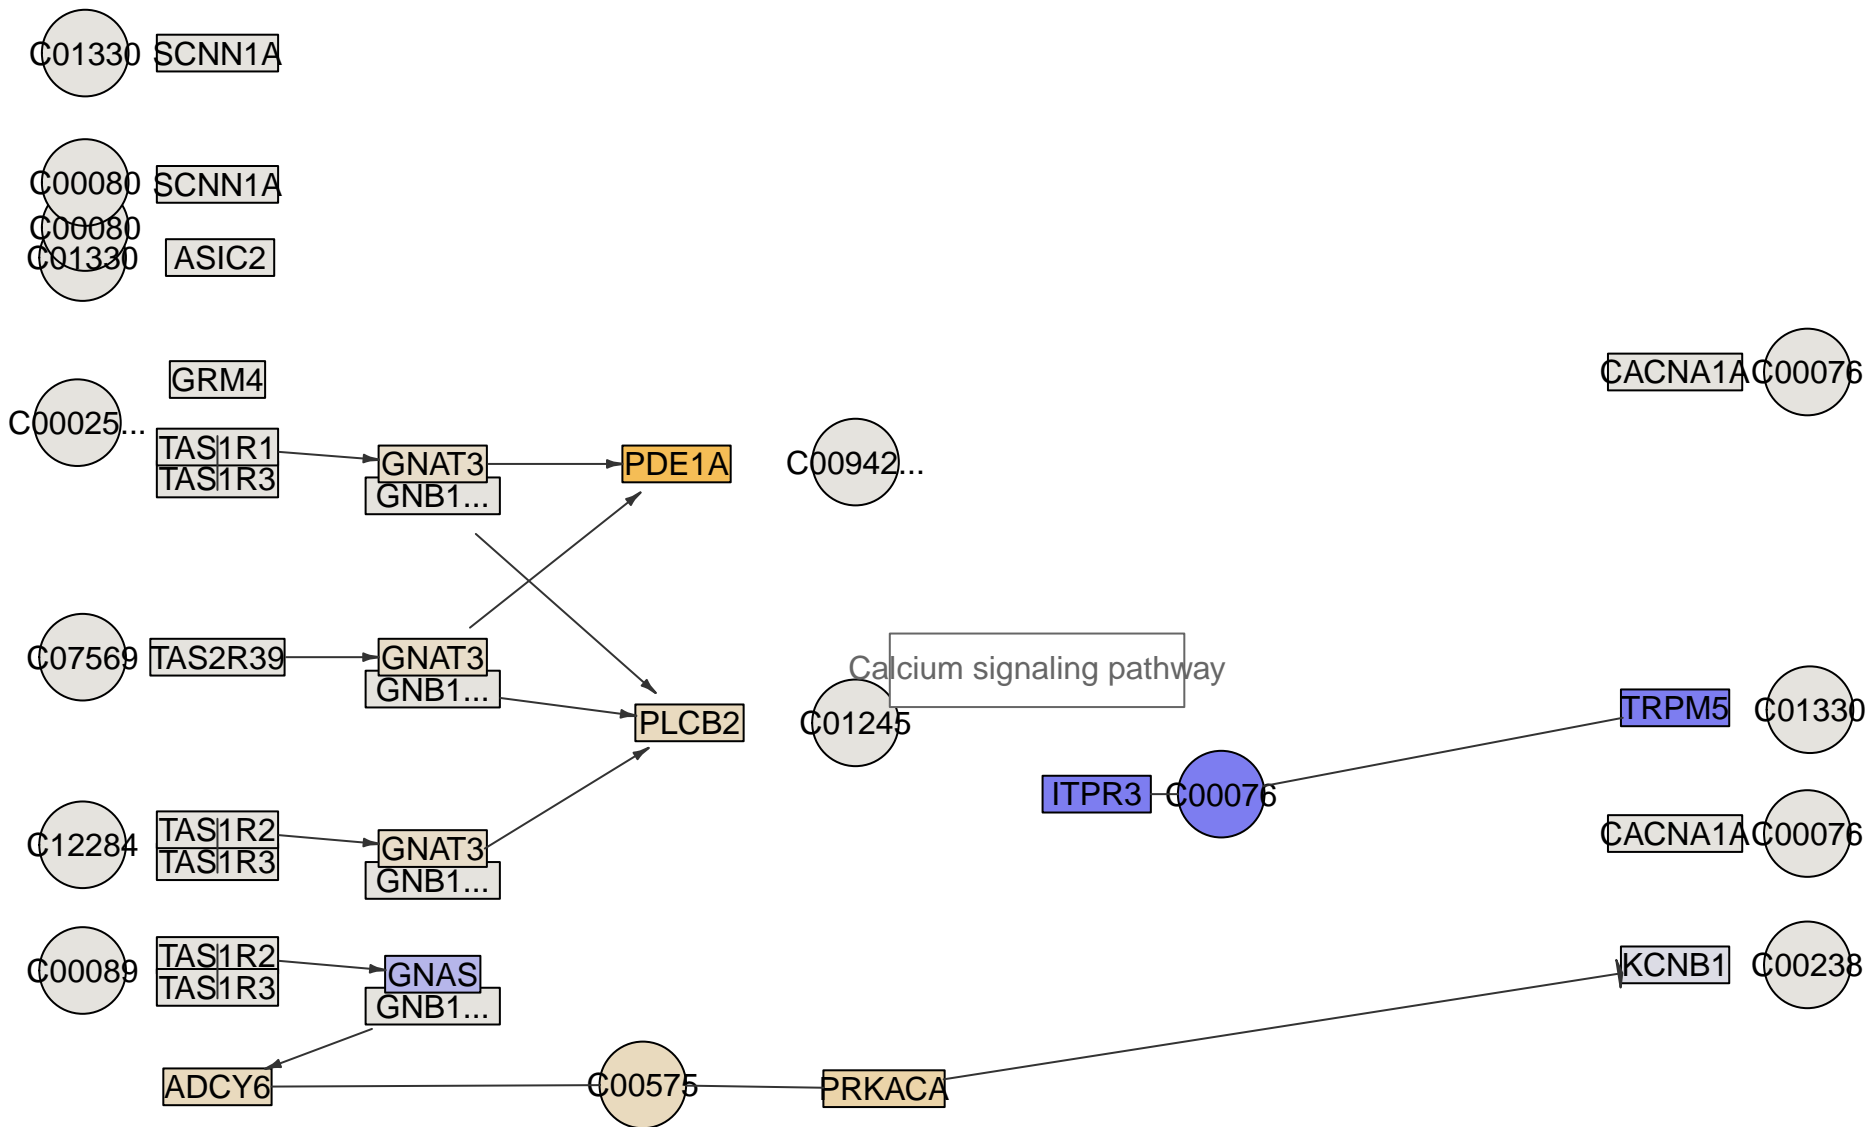 C01330 SCNN1A
C00080 SCNN1A
C00080
C01330 ASIC2
GRM4
CACNA1A C00076
C00025...
TAS1R1
TAS1R3
GNAT3
GNB1...
PDE1A
C00942...
C07569 TAS2R39
GNAT3
GNB1...
Calcium signaling pathway
PLCB2
C01245
TRPM5 C01330
ITPR3 C00076
C12284
TAS1R2
TAS1R3
GNAT3
GNB1...
CACNA1A C00076
C00089
TAS1R2
TAS1R3
GNAS
GNB1...
KCNB1 C00238
ADCY6
C00575
PRKACA